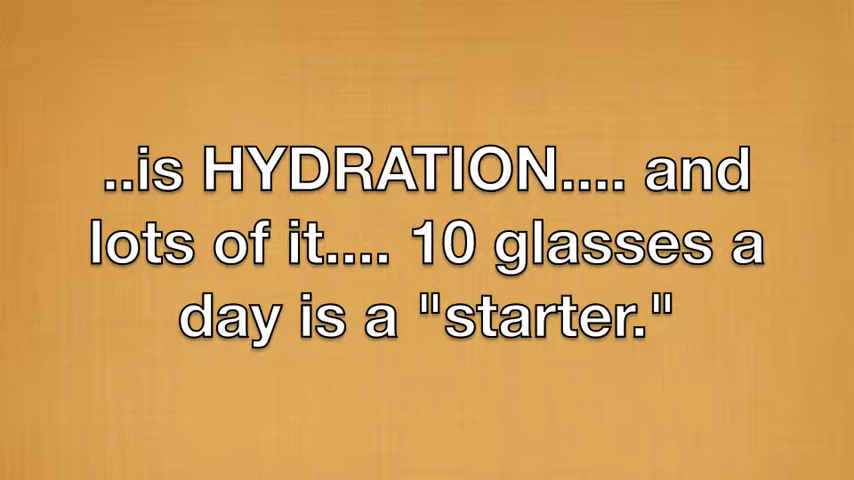 ..is HYDRATION.... and
lots of it.... 10 glasses a
day is a "starter."